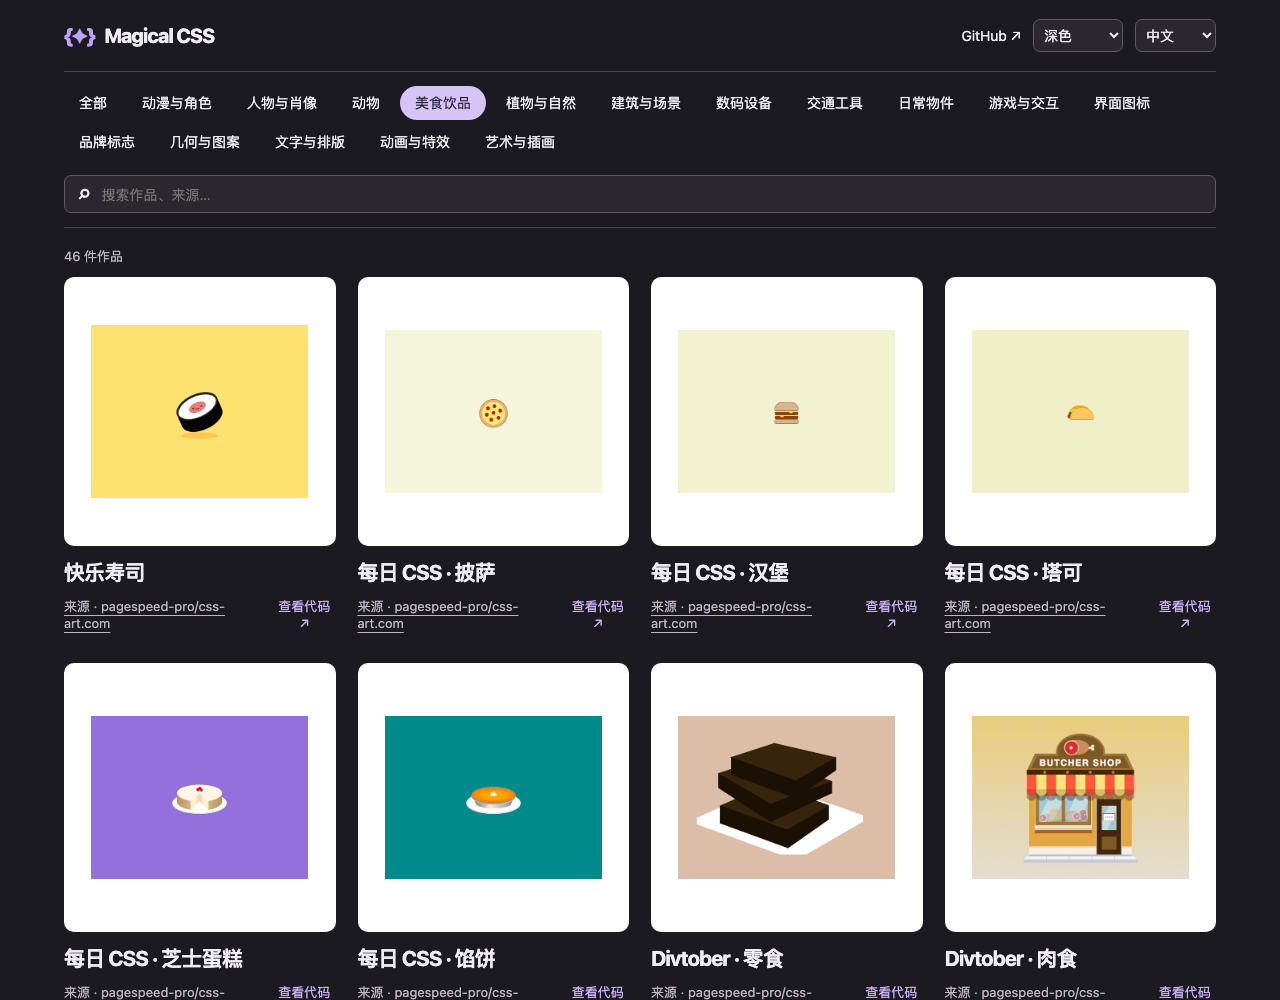 Magical CSS
GitHub ↗
深色
中文
全部 动漫与角色 人物与肖像 动物 美食饮品 植物与自然 建筑与场景 数码设备 交通工具 日常物件 游戏与交互 界面图标
品牌标志 几何与图案 文字与排版 动画与特效 艺术与插画
搜索作品、来源...
46 件作品
快乐寿司
来源 · pagespeed-pro/css-
art.com
查看代码
↗
每日 CSS · 披萨
来源 · pagespeed-pro/css-
art.com
查看代码
↗
每日 CSS · 汉堡
来源 · pagespeed-pro/css-
art.com
查看代码
↗
每日 CSS · 塔可
来源 · pagespeed-pro/css-
art.com
查看代码
↗
BUTCHER SHOP
每日 CSS · 芝士蛋糕
来源 · pagespeed-pro/css-
查看代码
每日 CSS · 馅饼
来源 · pagespeed-pro/css-
查看代码
Divtober · 零食
来源 · pagespeed-pro/css-
查看代码
Divtober · 肉食
来源 · pagespeed-pro/css-
查看代码